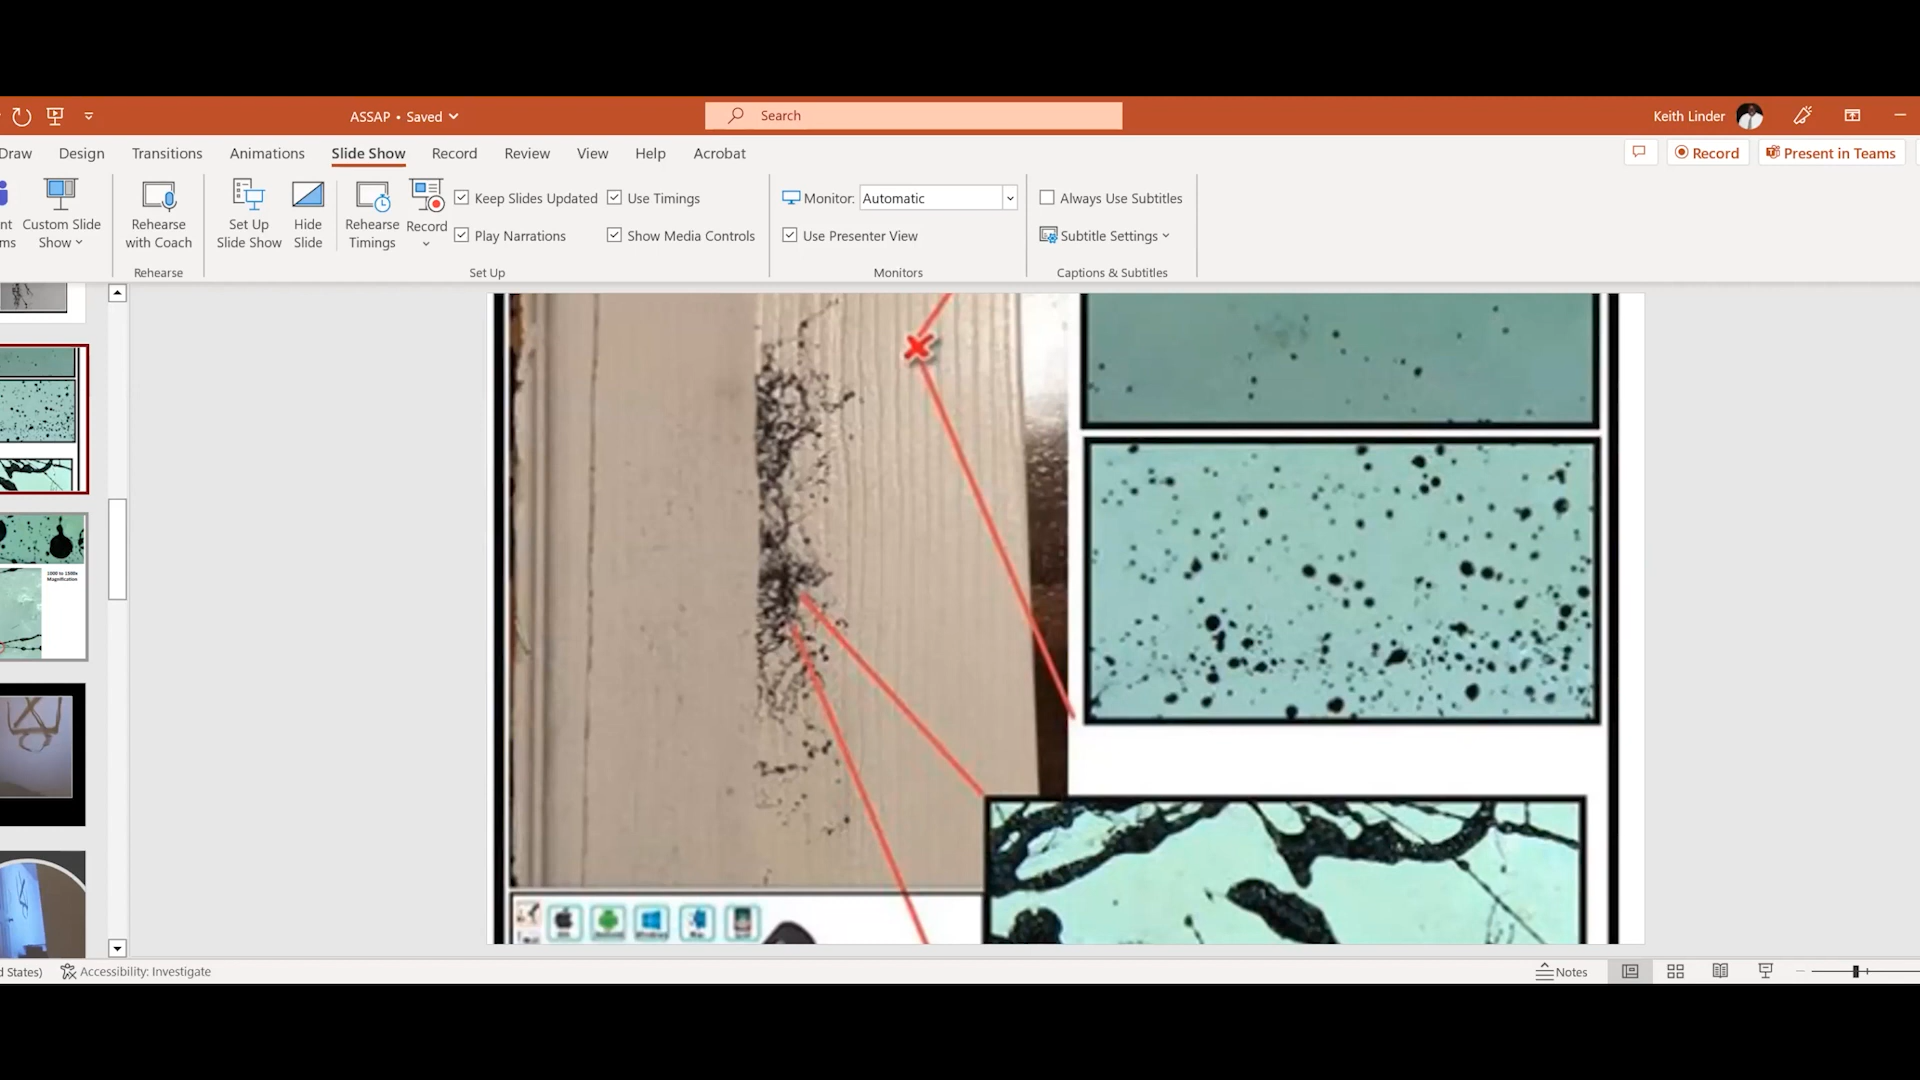 ASSAP • Saved
Search
Keith Linder
Draw
Design
Transitions
Animations
Slide Show
Record
Review
View
Help
Acrobat
Record
Present in Teams
Custom Slide
Show
Rehearse
with Coach
Set Up
Slide Show
Hide
Slide
Rehearse
Timings
Record
Keep Slides Updated
Use Timings
Play Narrations
Show Media Controls
Monitor:
Automatic
Use Presenter View
Always Use Subtitles
Subtitle Settings
Rehearse
Set Up
Monitors
Captions & Subtitles
Magnification
States)
Accessibility: Investigate
Notes